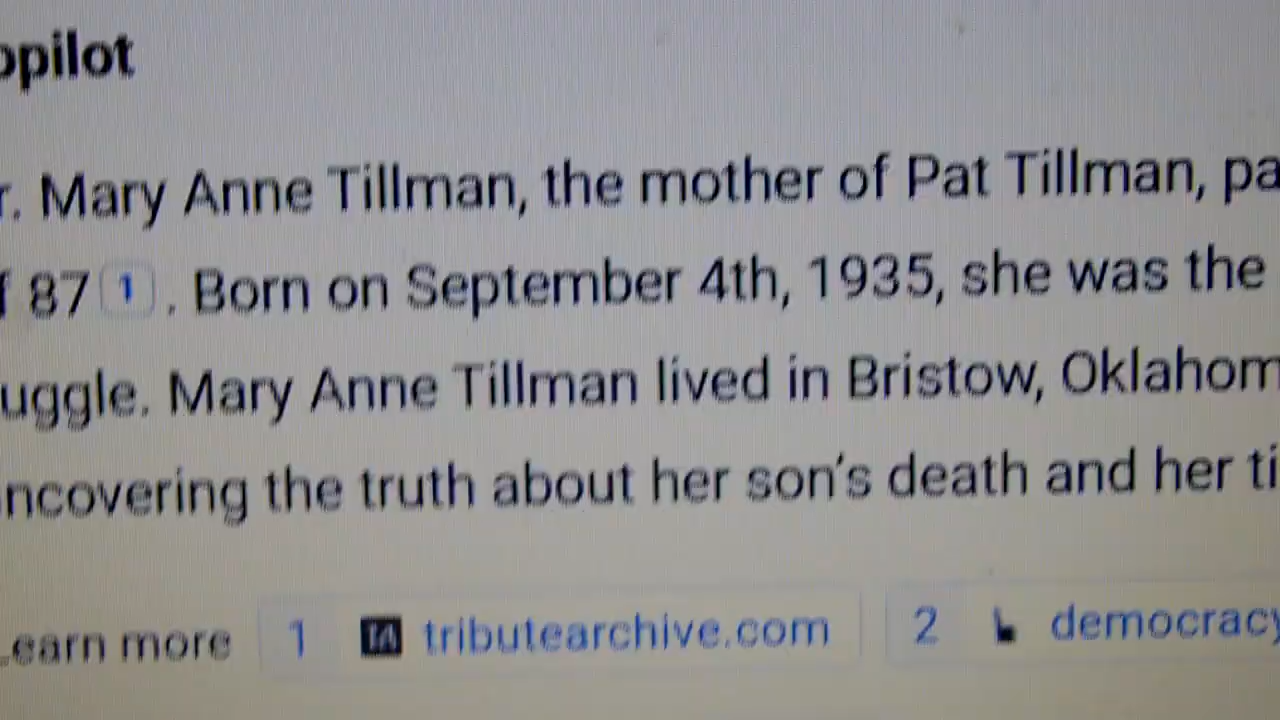 opilot
r. Mary Anne Tillman, the mother of Pat Tillman, pa
f 87 1 . Born on September 4th, 1935, she was the
uggle. Mary Anne Tillman lived in Bristow, Oklahom
ncovering the truth about her son's death and her ti
Learn more 1 TA tributearchive.com 2 democracy